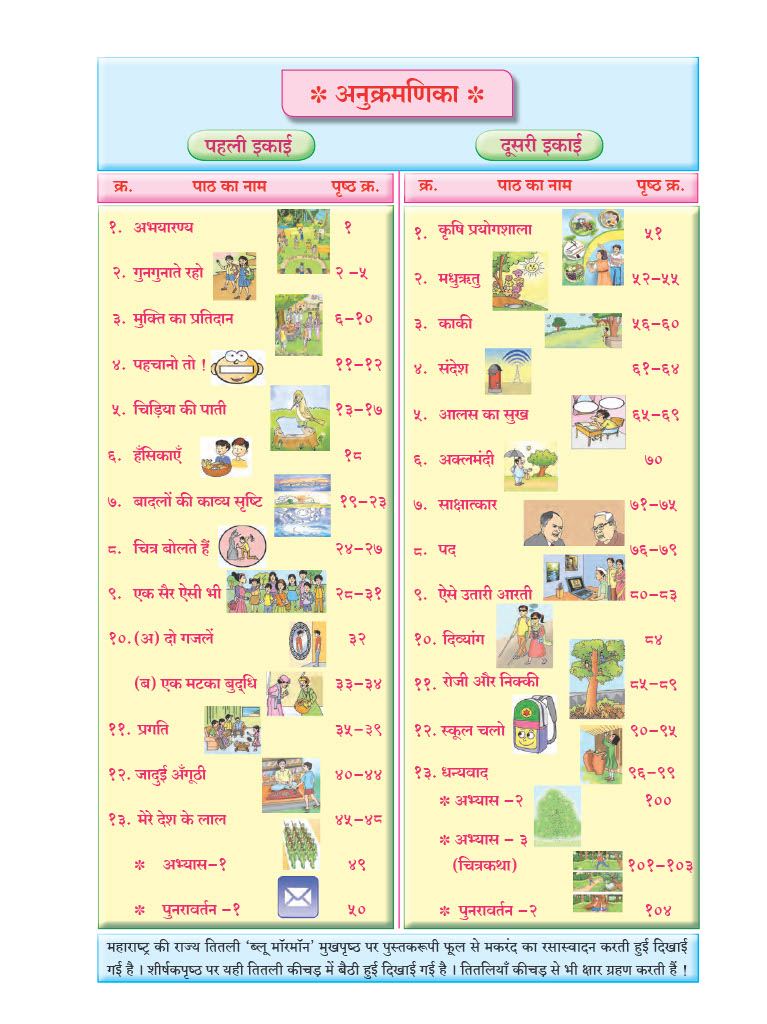 ✽ अनुक्रमणिका ✽
पहली इकाई
क्र. पाठ का नाम पृष्ठ क्र.
१. अभयारण्य १
२. गुनगुनाते रहो २ –५
३. मुक्ति का प्रतिदान ६–१०
४. पहचानो तो ! ११–१२
५. चिड़िया की पाती १३–१७
६. हँसिकाएँ १८
७. बादलों की काव्य सृष्टि १९–२३
८. चित्र बोलते हैं २४–२७
९. एक सैर ऐसी भी २८–३१
१०. (अ) दो गजलें ३२
(ब) एक मटका बुद्धि ३३–३४
११. प्रगति ३५–३९
१२. जादुई अँगूठी ४०–४४
१३. मेरे देश के लाल ४५–४८
✽ अभ्यास–१ ४९
✽ पुनरावर्तन –१ ५०
दूसरी इकाई
क्र. पाठ का नाम पृष्ठ क्र.
१. कृषि प्रयोगशाला ५१
२. मधुऋतु ५२–५५
३. काकी ५६–६०
४. संदेश ६१–६४
५. आलस का सुख ६५–६९
६. अक्लमंदी ७०
७. साक्षात्कार ७१–७५
८. पद ७६–७९
९. ऐसे उतारी आरती ८०–८३
१०. दिव्यांग ८४
११. रोजी और निक्की ८५–८९
१२. स्कूल चलो ९०–९५
१३. धन्यवाद ९६–९९
✽ अभ्यास –२ १००
✽ अभ्यास – ३
(चित्रकथा) १०१–१०३
✽ पुनरावर्तन –२ १०४
महाराष्ट्र की राज्य तितली ‘ब्लू मॉरमॉन’ मुखपृष्ठ पर पुस्तकरूपी फूल से मकरंद का रसास्वादन करती हुई दिखाई
गई है । शीर्षकपृष्ठ पर यही तितली कीचड़ में बैठी हुई दिखाई गई है । तितलियाँ कीचड़ से भी क्षार ग्रहण करती हैं !